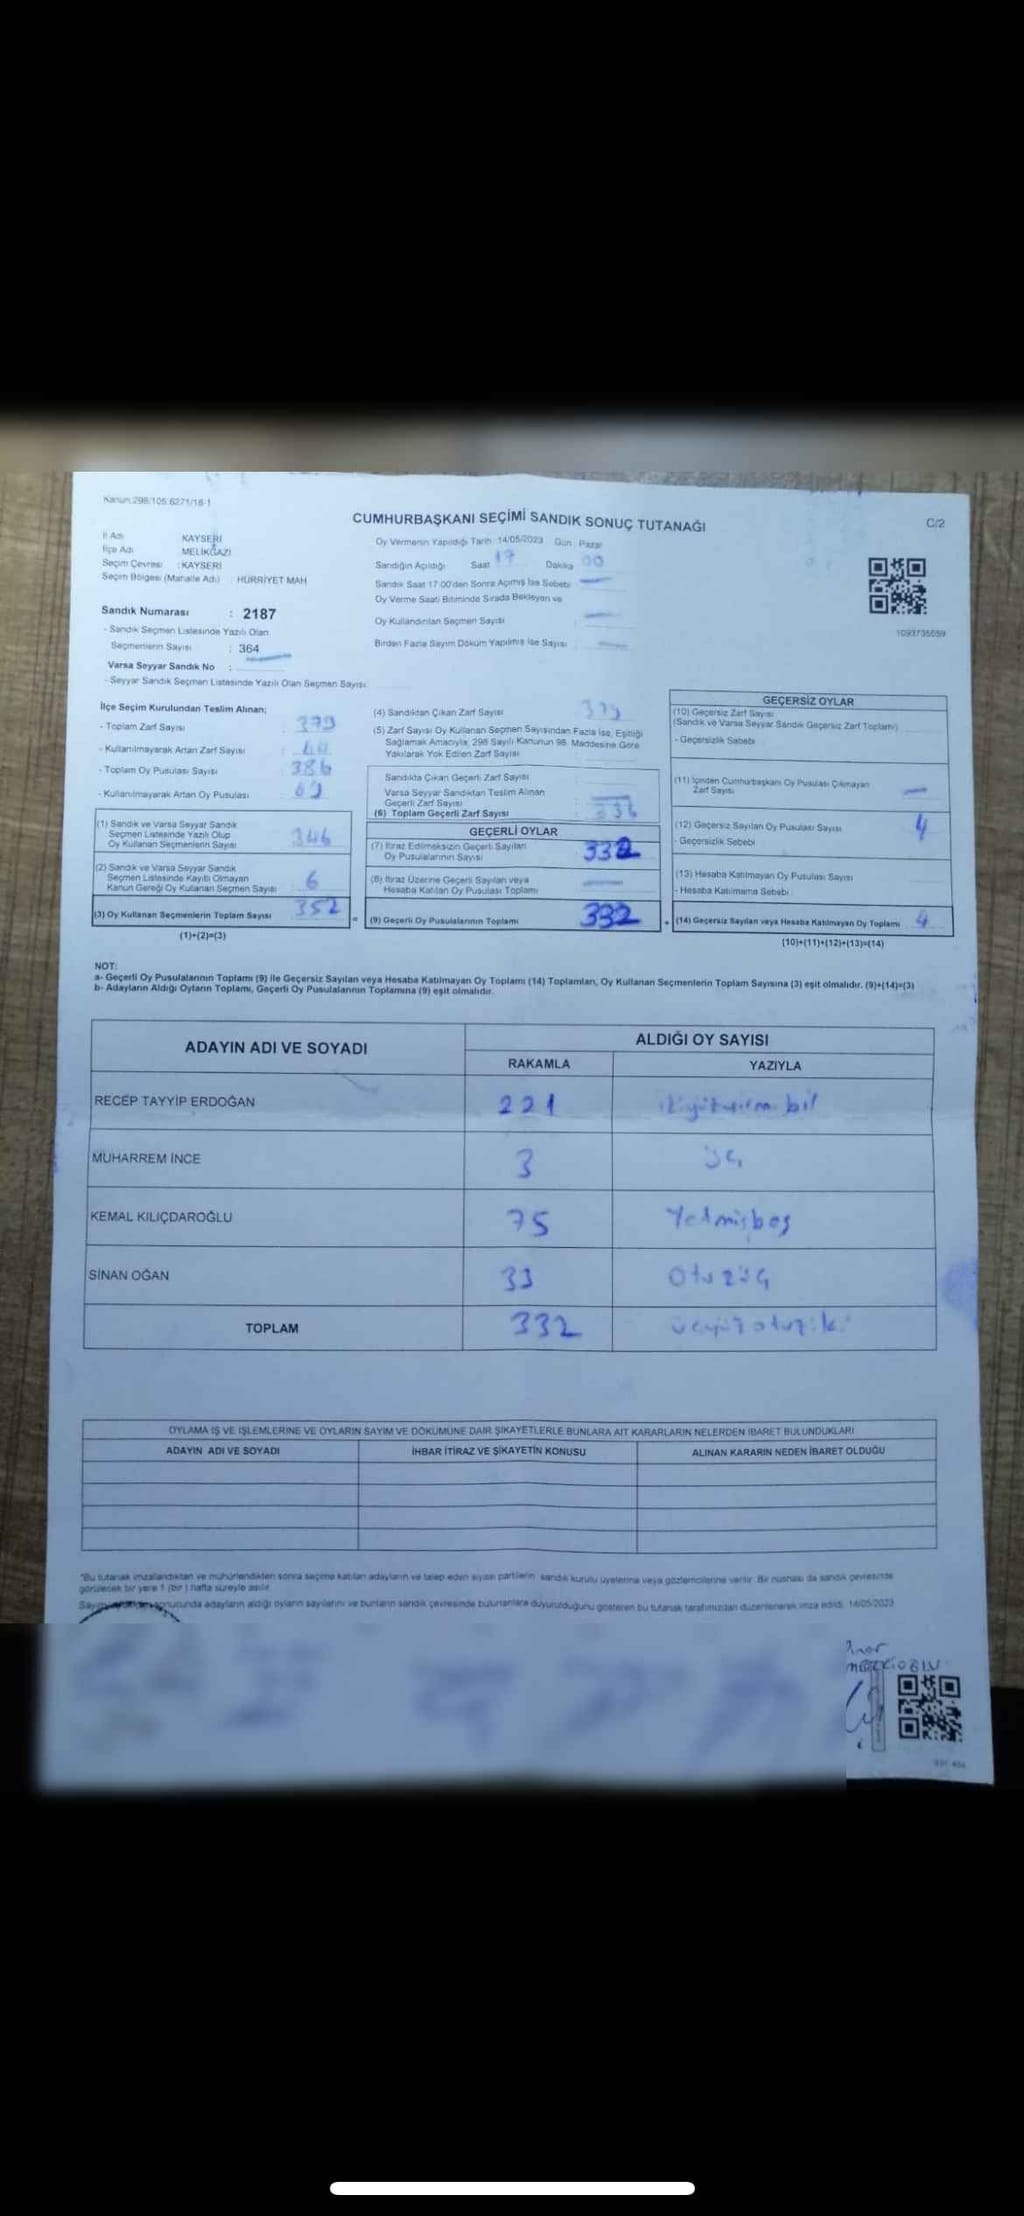 Kanun:298/105,6271/18-1
CUMHURBAŞKANI SEÇİMİ SANDIK SONUÇ TUTANAĞI
C/2
İl Adı KAYSERİ
İlçe Adı MELİKGAZİ
Seçim Çevresi : KAYSERİ
Seçim Bölgesi (Mahalle Adı) : HÜRRİYET MAH
Sandık Numarası : 2187
- Sandık Seçmen Listesinde Yazılı Olan
Seçmenlerin Sayısı : 364
Varsa Seyyar Sandık No :
- Seyyar Sandık Seçmen Listesinde Yazılı Olan Seçmen Sayısı:
Oy Vermenin Yapıldığı Tarih: 14/05/2023 Gün: Pazar
Sandığın Açıldığı Saat 17 Dakika 00
Sandık Saat 17:00'den Sonra Açılmış İse Sebebi
Oy Verme Saati Bitiminde Sırada Bekleyen ve
Oy Kullandırılan Seçmen Sayısı
Birden Fazla Sayım Döküm Yapılmış İse Sayısı :
1093735059
İlçe Seçim Kurulundan Teslim Alınan;
- Toplam Zarf Sayısı : 379
- Kullanılmayarak Artan Zarf Sayısı :
- Toplam Oy Pusulası Sayısı : 386
- Kullanılmayarak Artan Oy Pusulası :
(1) Sandık ve Varsa Seyyar Sandık
Seçmen Listesinde Yazılı Olup
Oy Kullanan Seçmenlerin Sayısı 346
(2) Sandık ve Varsa Seyyar Sandık
Seçmen Listesinde Kayıtlı Olmayan
Kanun Gereği Oy Kullanan Seçmen Sayısı 6
(3) Oy Kullanan Seçmenlerin Toplam Sayısı 352
(1)+(2)=(3)
(4) Sandıktan Çıkan Zarf Sayısı
(5) Zarf Sayısı Oy Kullanan Seçmen Sayısından Fazla İse, Eşitliği
Sağlamak Amacıyla, 298 Sayılı Kanunun 98. Maddesine Göre
Yakılarak Yok Edilen Zarf Sayısı
Sandıkta Çıkan Geçerli Zarf Sayısı
Varsa Seyyar Sandıktan Teslim Alınan
Geçerli Zarf Sayısı
(6) Toplam Geçerli Zarf Sayısı 336
GEÇERLİ OYLAR
(7) İtiraz Edilmeksizin Geçerli Sayılan
Oy Pusulalarının Sayısı 332
(8) İtiraz Üzerine Geçerli Sayılan veya
Hesaba Katılan Oy Pusulası Toplamı
= (9) Geçerli Oy Pusulalarının Toplamı 332
GEÇERSİZ OYLAR
(10) Geçersiz Zarf Sayısı
(Sandık ve Varsa Seyyar Sandık Geçersiz Zarf Toplamı)
- Geçersizlik Sebebi
(11) İçinden Cumhurbaşkanı Oy Pusulası Çıkmayan
Zarf Sayısı
(12) Geçersiz Sayılan Oy Pusulası Sayısı 4
- Geçersizlik Sebebi
(13) Hesaba Katılmayan Oy Pusulası Sayısı
- Hesaba Katılmama Sebebi
+ (14) Geçersiz Sayılan veya Hesaba Katılmayan Oy Toplamı 4
(10)+(11)+(12)+(13)=(14)
NOT:
a- Geçerli Oy Pusulalarının Toplamı (9) ile Geçersiz Sayılan veya Hesaba Katılmayan Oy Toplamı (14) Toplamları, Oy Kullanan Seçmenlerin Toplam Sayısına (3) eşit olmalıdır. (9)+(14)=(3)
b- Adayların Aldığı Oyların Toplamı, Geçerli Oy Pusulalarının Toplamına (9) eşit olmalıdır.
ADAYIN ADI VE SOYADI
ALDIĞI OY SAYISI
RAKAMLA YAZIYLA
RECEP TAYYİP ERDOĞAN 221
MUHARREM İNCE 3 üç
KEMAL KILIÇDAROĞLU 75 Yetmişbeş
SİNAN OĞAN 33 Otuzüç
TOPLAM 332 üçyüzotuziki
OYLAMA İŞ VE İŞLEMLERİNE VE OYLARIN SAYIM VE DÖKÜMÜNE DAİR ŞİKAYETLERLE BUNLARA AİT KARARLARIN NELERDEN İBARET BULUNDUKLARI
ADAYIN ADI VE SOYADI
İHBAR İTİRAZ VE ŞİKAYETİN KONUSU
ALINAN KARARIN NEDEN İBARET OLDUĞU
"Bu tutanak imzalandıktan ve mühürlendikten sonra seçime katılan adayların ve talep eden siyasi partilerin, sandık kurulu üyelerine veya gözlemcilerine verilir. Bir nüshası da sandık çevresinde
görülecek bir yere 1 (bir) hafta süreyle asılır.
sonucunda adayların aldığı oyların sayılarını ve bunların sandık çevresinde bulunanlara duyurulduğunu gösteren bu tutanak tarafımızdan düzenlenerek imza edildi. 14/05/2023